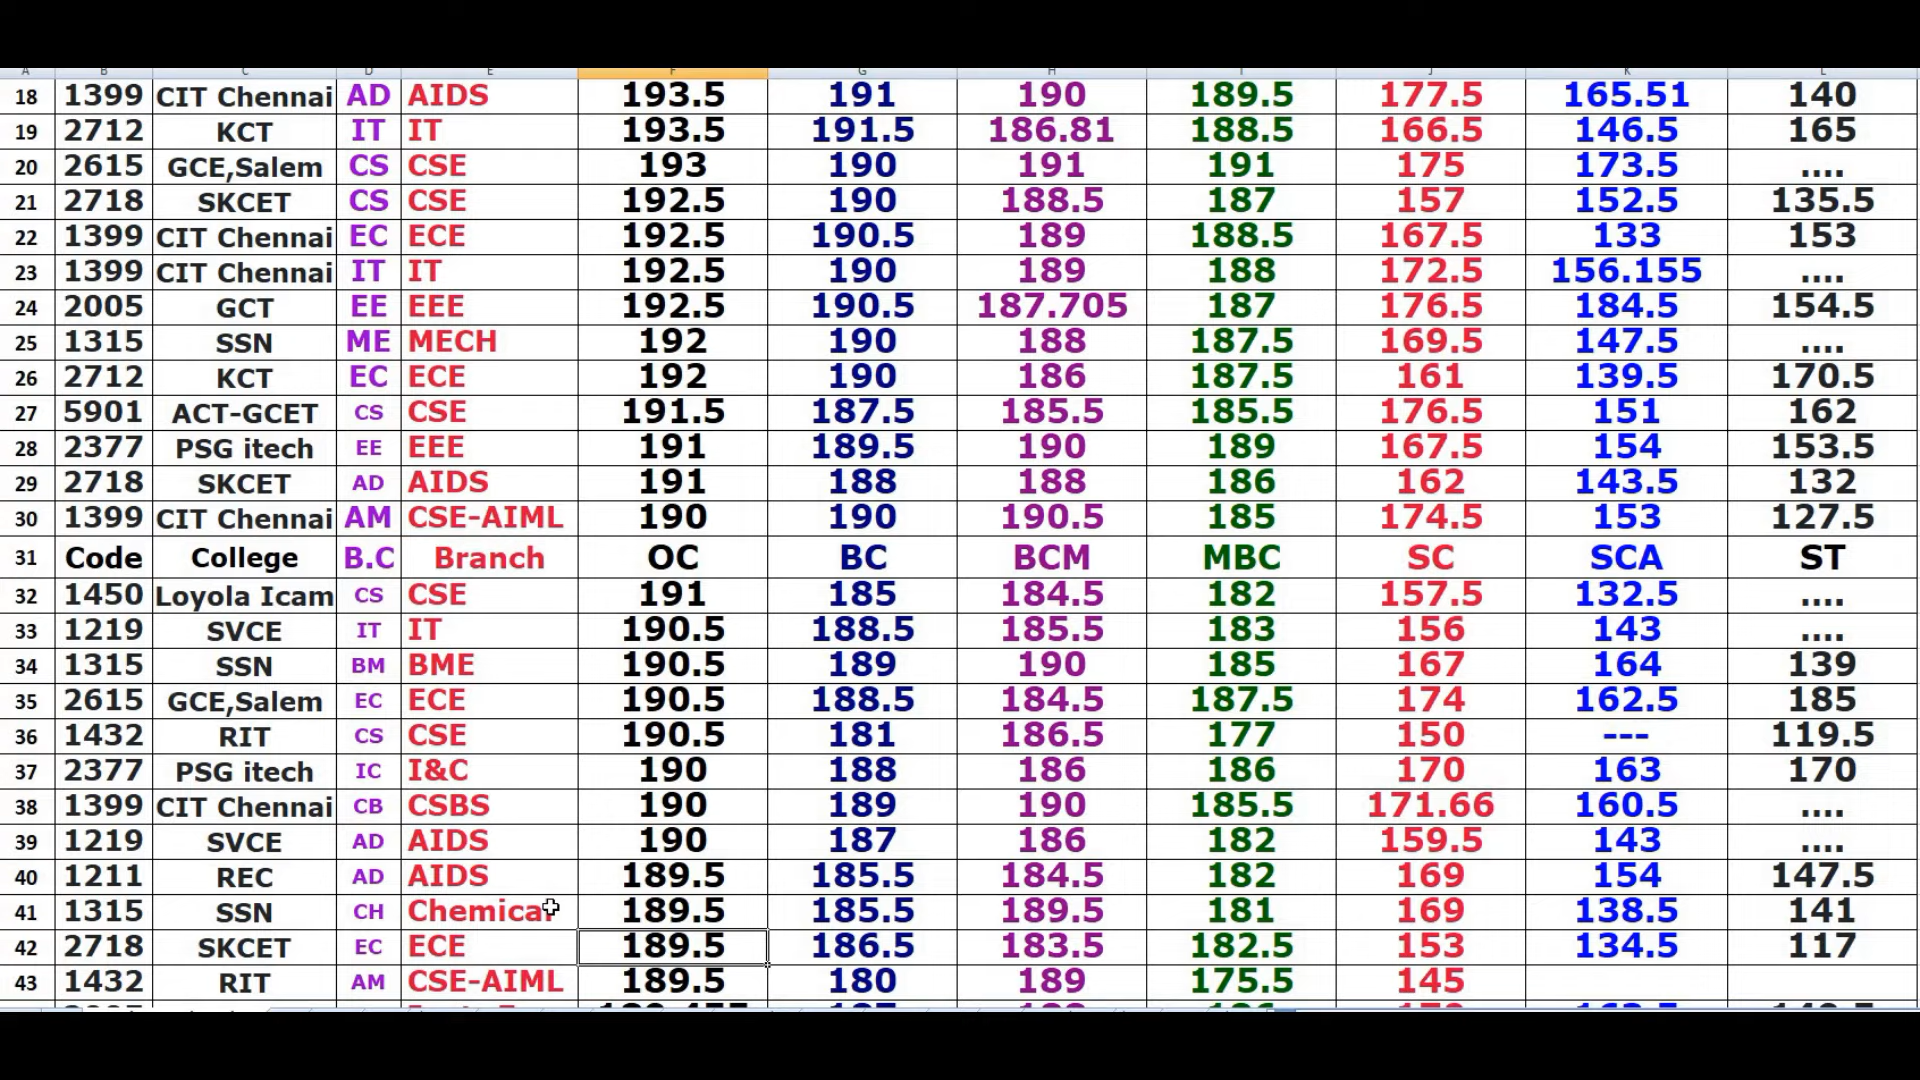 A B C D E F G H I J K L
18 1399 CIT Chennai AD AIDS 193.5 191 190 189.5 177.5 165.51 140
19 2712 KCT IT IT 193.5 191.5 186.81 188.5 166.5 146.5 165
20 2615 GCE,Salem CS CSE 193 190 191 191 175 173.5 ....
21 2718 SKCET CS CSE 192.5 190 188.5 187 157 152.5 135.5
22 1399 CIT Chennai EC ECE 192.5 190.5 189 188.5 167.5 133 153
23 1399 CIT Chennai IT IT 192.5 190 189 188 172.5 156.155 ....
24 2005 GCT EE EEE 192.5 190.5 187.705 187 176.5 184.5 154.5
25 1315 SSN ME MECH 192 190 188 187.5 169.5 147.5 ....
26 2712 KCT EC ECE 192 190 186 187.5 161 139.5 170.5
27 5901 ACT-GCET CS CSE 191.5 187.5 185.5 185.5 176.5 151 162
28 2377 PSG itech EE EEE 191 189.5 190 189 167.5 154 153.5
29 2718 SKCET AD AIDS 191 188 188 186 162 143.5 132
30 1399 CIT Chennai AM CSE-AIML 190 190 190.5 185 174.5 153 127.5
31 Code College B.C Branch OC BC BCM MBC SC SCA ST
32 1450 Loyola Icam CS CSE 191 185 184.5 182 157.5 132.5 ....
33 1219 SVCE IT IT 190.5 188.5 185.5 183 156 143 ....
34 1315 SSN BM BME 190.5 189 190 185 167 164 139
35 2615 GCE,Salem EC ECE 190.5 188.5 184.5 187.5 174 162.5 185
36 1432 RIT CS CSE 190.5 181 186.5 177 150 --- 119.5
37 2377 PSG itech IC I&C 190 188 186 186 170 163 170
38 1399 CIT Chennai CB CSBS 190 189 190 185.5 171.66 160.5 ....
39 1219 SVCE AD AIDS 190 187 186 182 159.5 143 ....
40 1211 REC AD AIDS 189.5 185.5 184.5 182 169 154 147.5
41 1315 SSN CH Chemical 189.5 185.5 189.5 181 169 138.5 141
42 2718 SKCET EC ECE 189.5 186.5 183.5 182.5 153 134.5 117
43 1432 RIT AM CSE-AIML 189.5 180 189 175.5 145